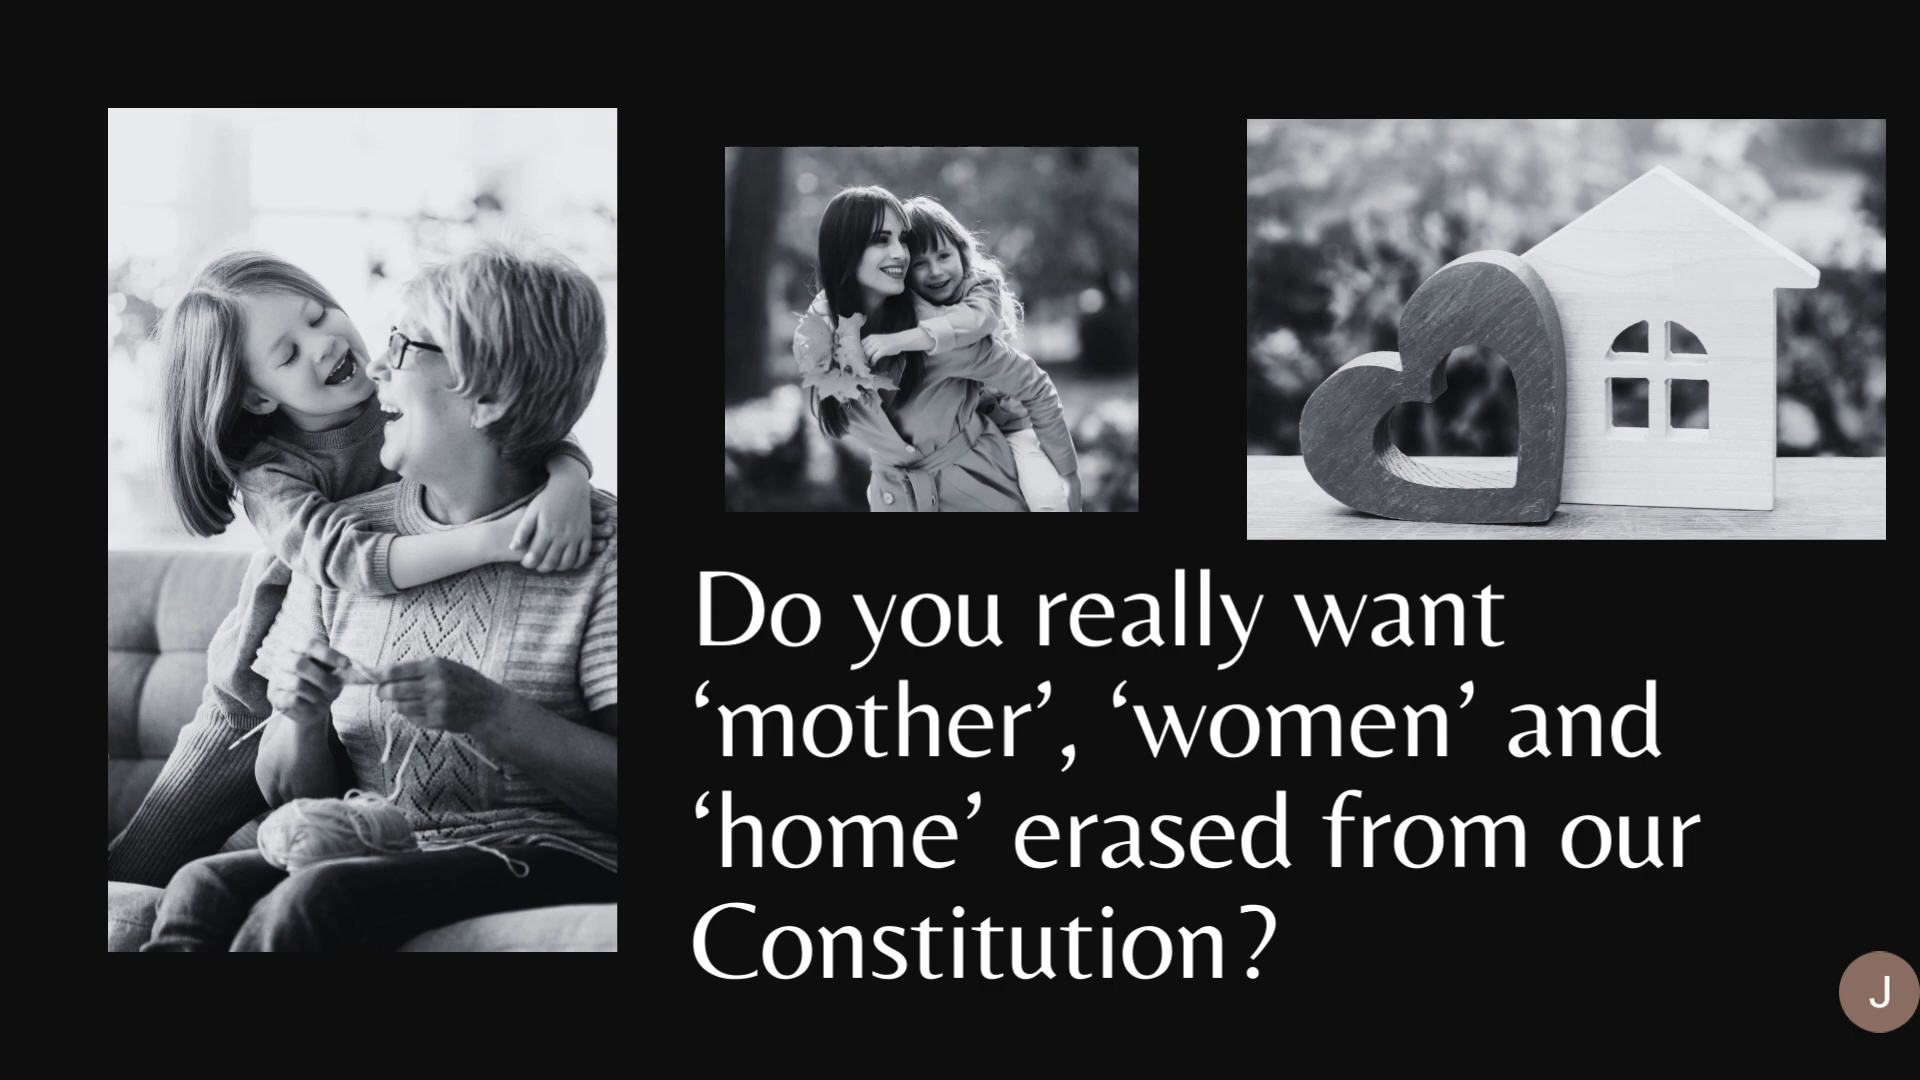 Do you really want
‘mother’, ‘women’ and
‘home’ erased from our
Constitution?
J